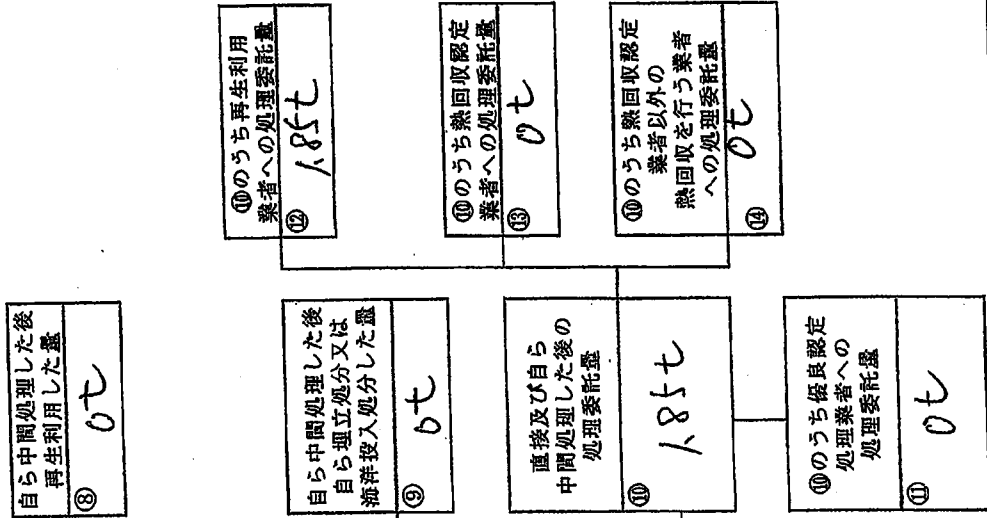 自ら中間処理した後
再生利用した量
⑧
0t
自ら中間処理した後
自ら埋立処分又は
海洋投入処分した量
⑨
0t
直接及び自ら
中間処理した後の
処理委託量
⑩
1.85t
⑩のうち優良認定
処理業者への
処理委託量
⑪
0t
⑩のうち再生利用
業者への処理委託量
⑫
1.85t
⑩のうち熱回収認定
業者への処理委託量
⑬
0t
⑩のうち熱回収認定
業者以外の
熱回収を行う業者
への処理委託量
⑭
0t